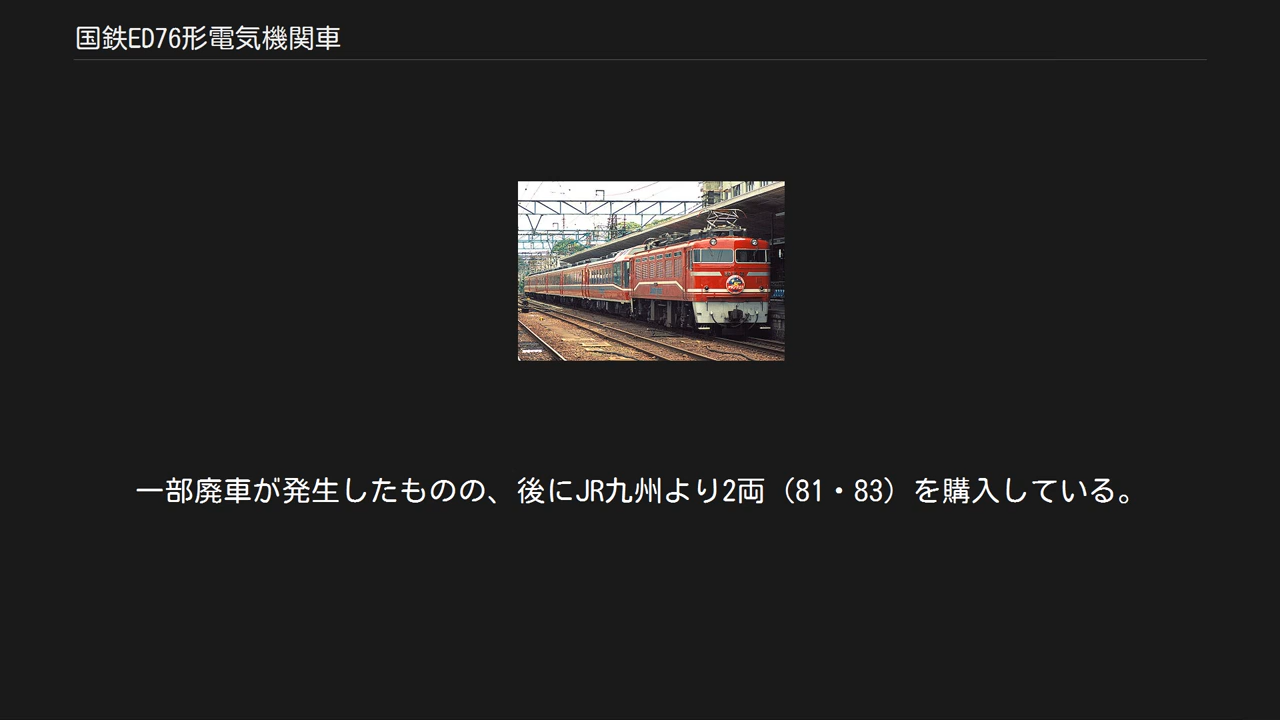 国鉄ED76形電気機関車
一部廃車が発生したものの、後にJR九州より2両（81・83）を購入している。